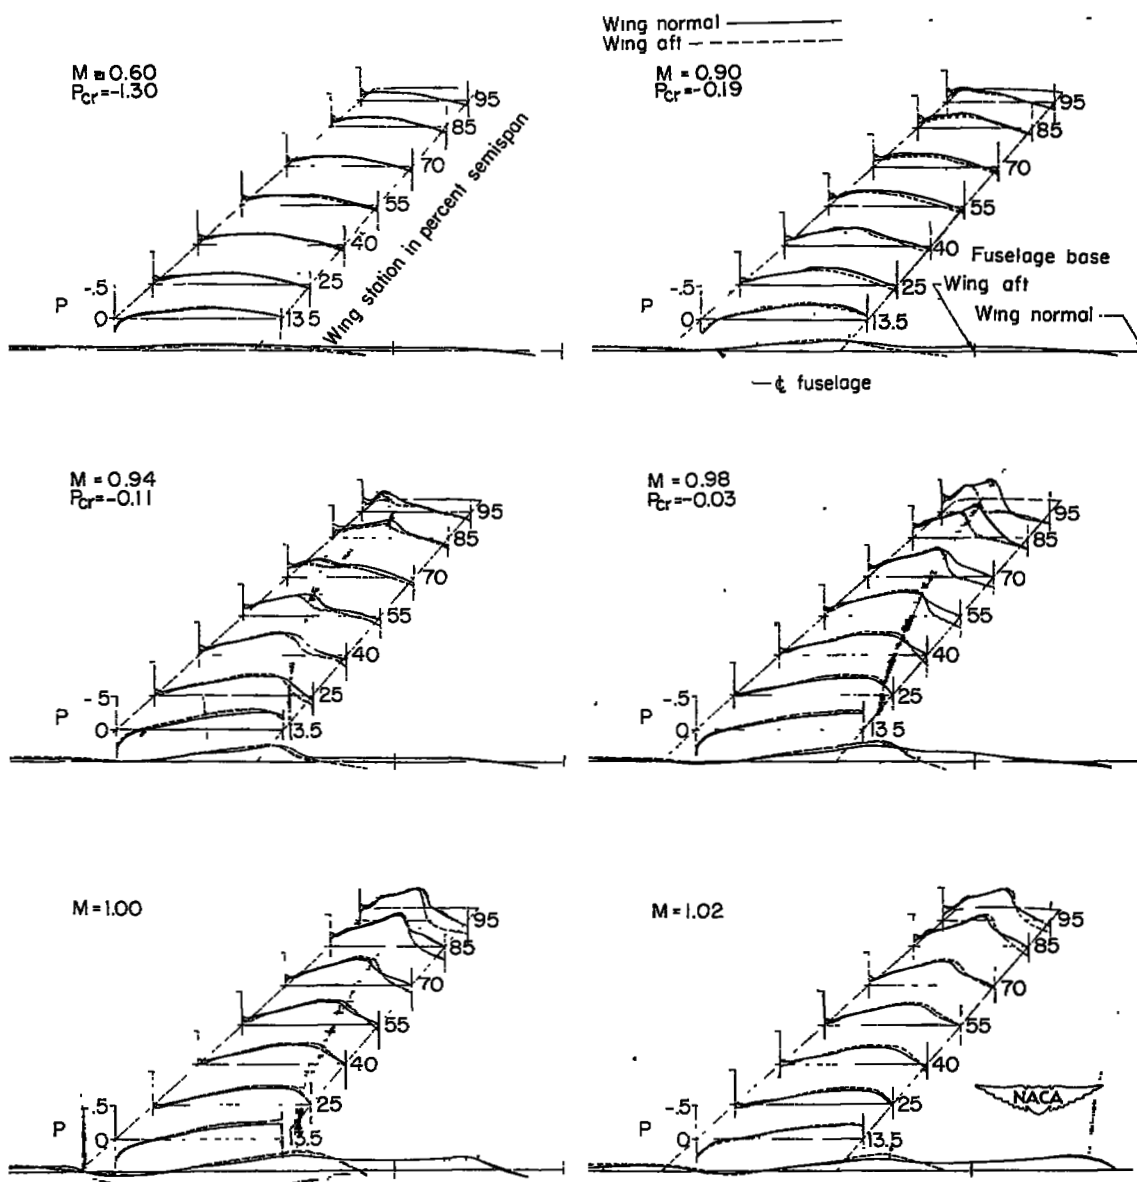 Wing normal
Wing aft
M = 0.60
Pcr=-1.30
95
85
70
55
40
25
13.5
Wing station in percent semispan
P
-.5
0
M = 0.90
Pcr=-0.19
95
85
70
55
40
25
13.5
Fuselage base
Wing aft
Wing normal
P
-.5
0
℄ fuselage
M = 0.94
Pcr=-0.11
95
85
70
55
40
25
13.5
P
-.5
0
M = 0.98
Pcr=-0.03
95
85
70
55
40
25
13.5
P
-.5
0
M=1.00
95
85
70
55
40
25
13.5
P
.5
0
M=1.02
95
85
70
55
40
25
13.5
P
-.5
0
NACA